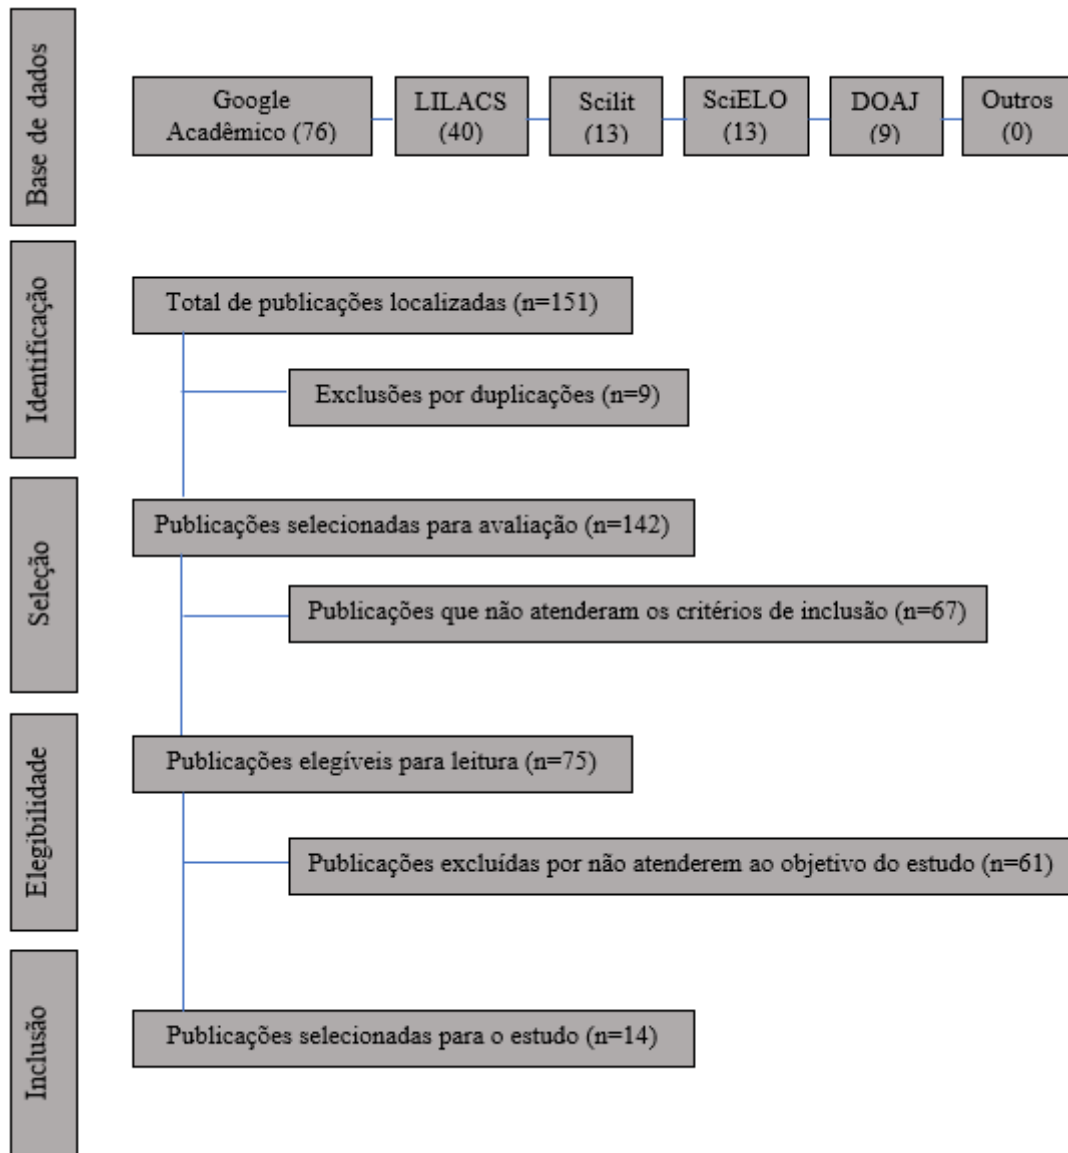 Base de dados
Google
Acadêmico (76)
LILACS
(40)
Scilit
(13)
SciELO
(13)
DOAJ
(9)
Outros
(0)
Identificação
Total de publicações localizadas (n=151)
Exclusões por duplicações (n=9)
Seleção
Publicações selecionadas para avaliação (n=142)
Publicações que não atenderam os critérios de inclusão (n=67)
Elegibilidade
Publicações elegíveis para leitura (n=75)
Publicações excluídas por não atenderem ao objetivo do estudo (n=61)
Inclusão
Publicações selecionadas para o estudo (n=14)